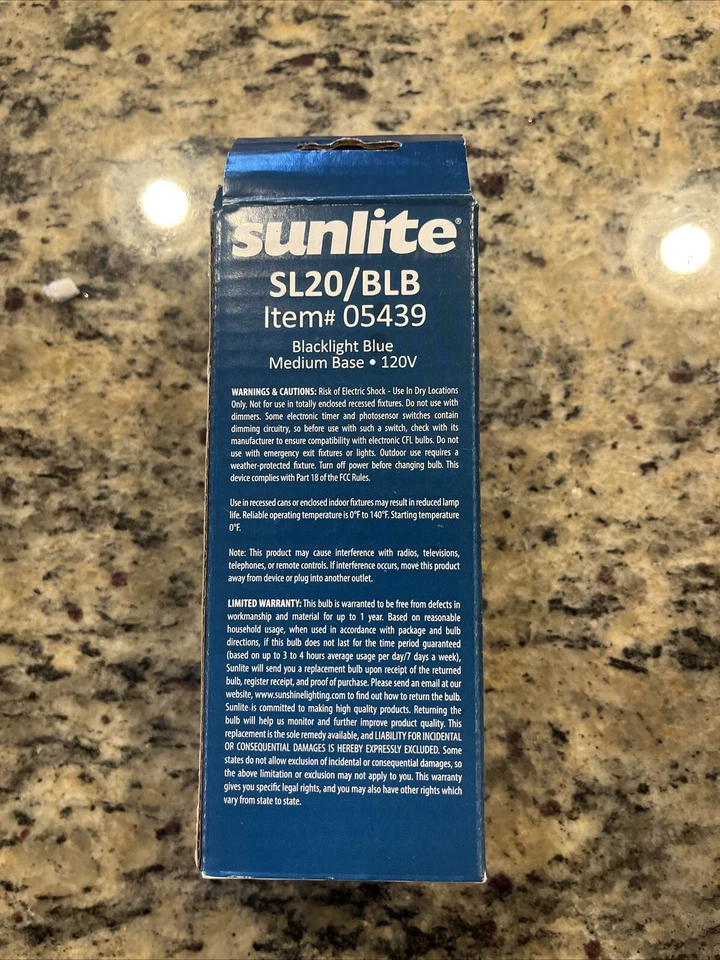 sunlite®
SL20/BLB
Item# 05439
Blacklight Blue
Medium Base • 120V
WARNINGS & CAUTIONS: Risk of Electric Shock - Use In Dry Locations
Only. Not for use in totally enclosed recessed fixtures. Do not use with
dimmers. Some electronic timer and photosensor switches contain
dimming circuitry, so before use with such a switch, check with its
manufacturer to ensure compatibility with electronic CFL bulbs. Do not
use with emergency exit fixtures or lights. Outdoor use requires a
weather-protected fixture. Turn off power before changing bulb. This
device complies with Part 18 of the FCC Rules.
Use in recessed cans or enclosed indoor fixtures may result in reduced lamp
life. Reliable operating temperature is 0°F to 140°F. Starting temperature
0°F.
Note: This product may cause interference with radios, televisions,
telephones, or remote controls. If interference occurs, move this product
away from device or plug into another outlet.
LIMITED WARRANTY: This bulb is warranted to be free from defects in
workmanship and material for up to 1 year. Based on reasonable
household usage, when used in accordance with package and bulb
directions, if this bulb does not last for the time period guaranteed
(based on up to 3 to 4 hours average usage per day/7 days a week),
Sunlite will send you a replacement bulb upon receipt of the returned
bulb, register receipt, and proof of purchase. Please send an email at our
website, www.sunshinelighting.com to find out how to return the bulb.
Sunlite is committed to making high quality products. Returning the
bulb will help us monitor and further improve product quality. This
replacement is the sole remedy available, and LIABILITY FOR INCIDENTAL
OR CONSEQUENTIAL DAMAGES IS HEREBY EXPRESSLY EXCLUDED. Some
states do not allow exclusion of incidental or consequential damages, so
the above limitation or exclusion may not apply to you. This warranty
gives you specific legal rights, and you may also have other rights which
vary from state to state.